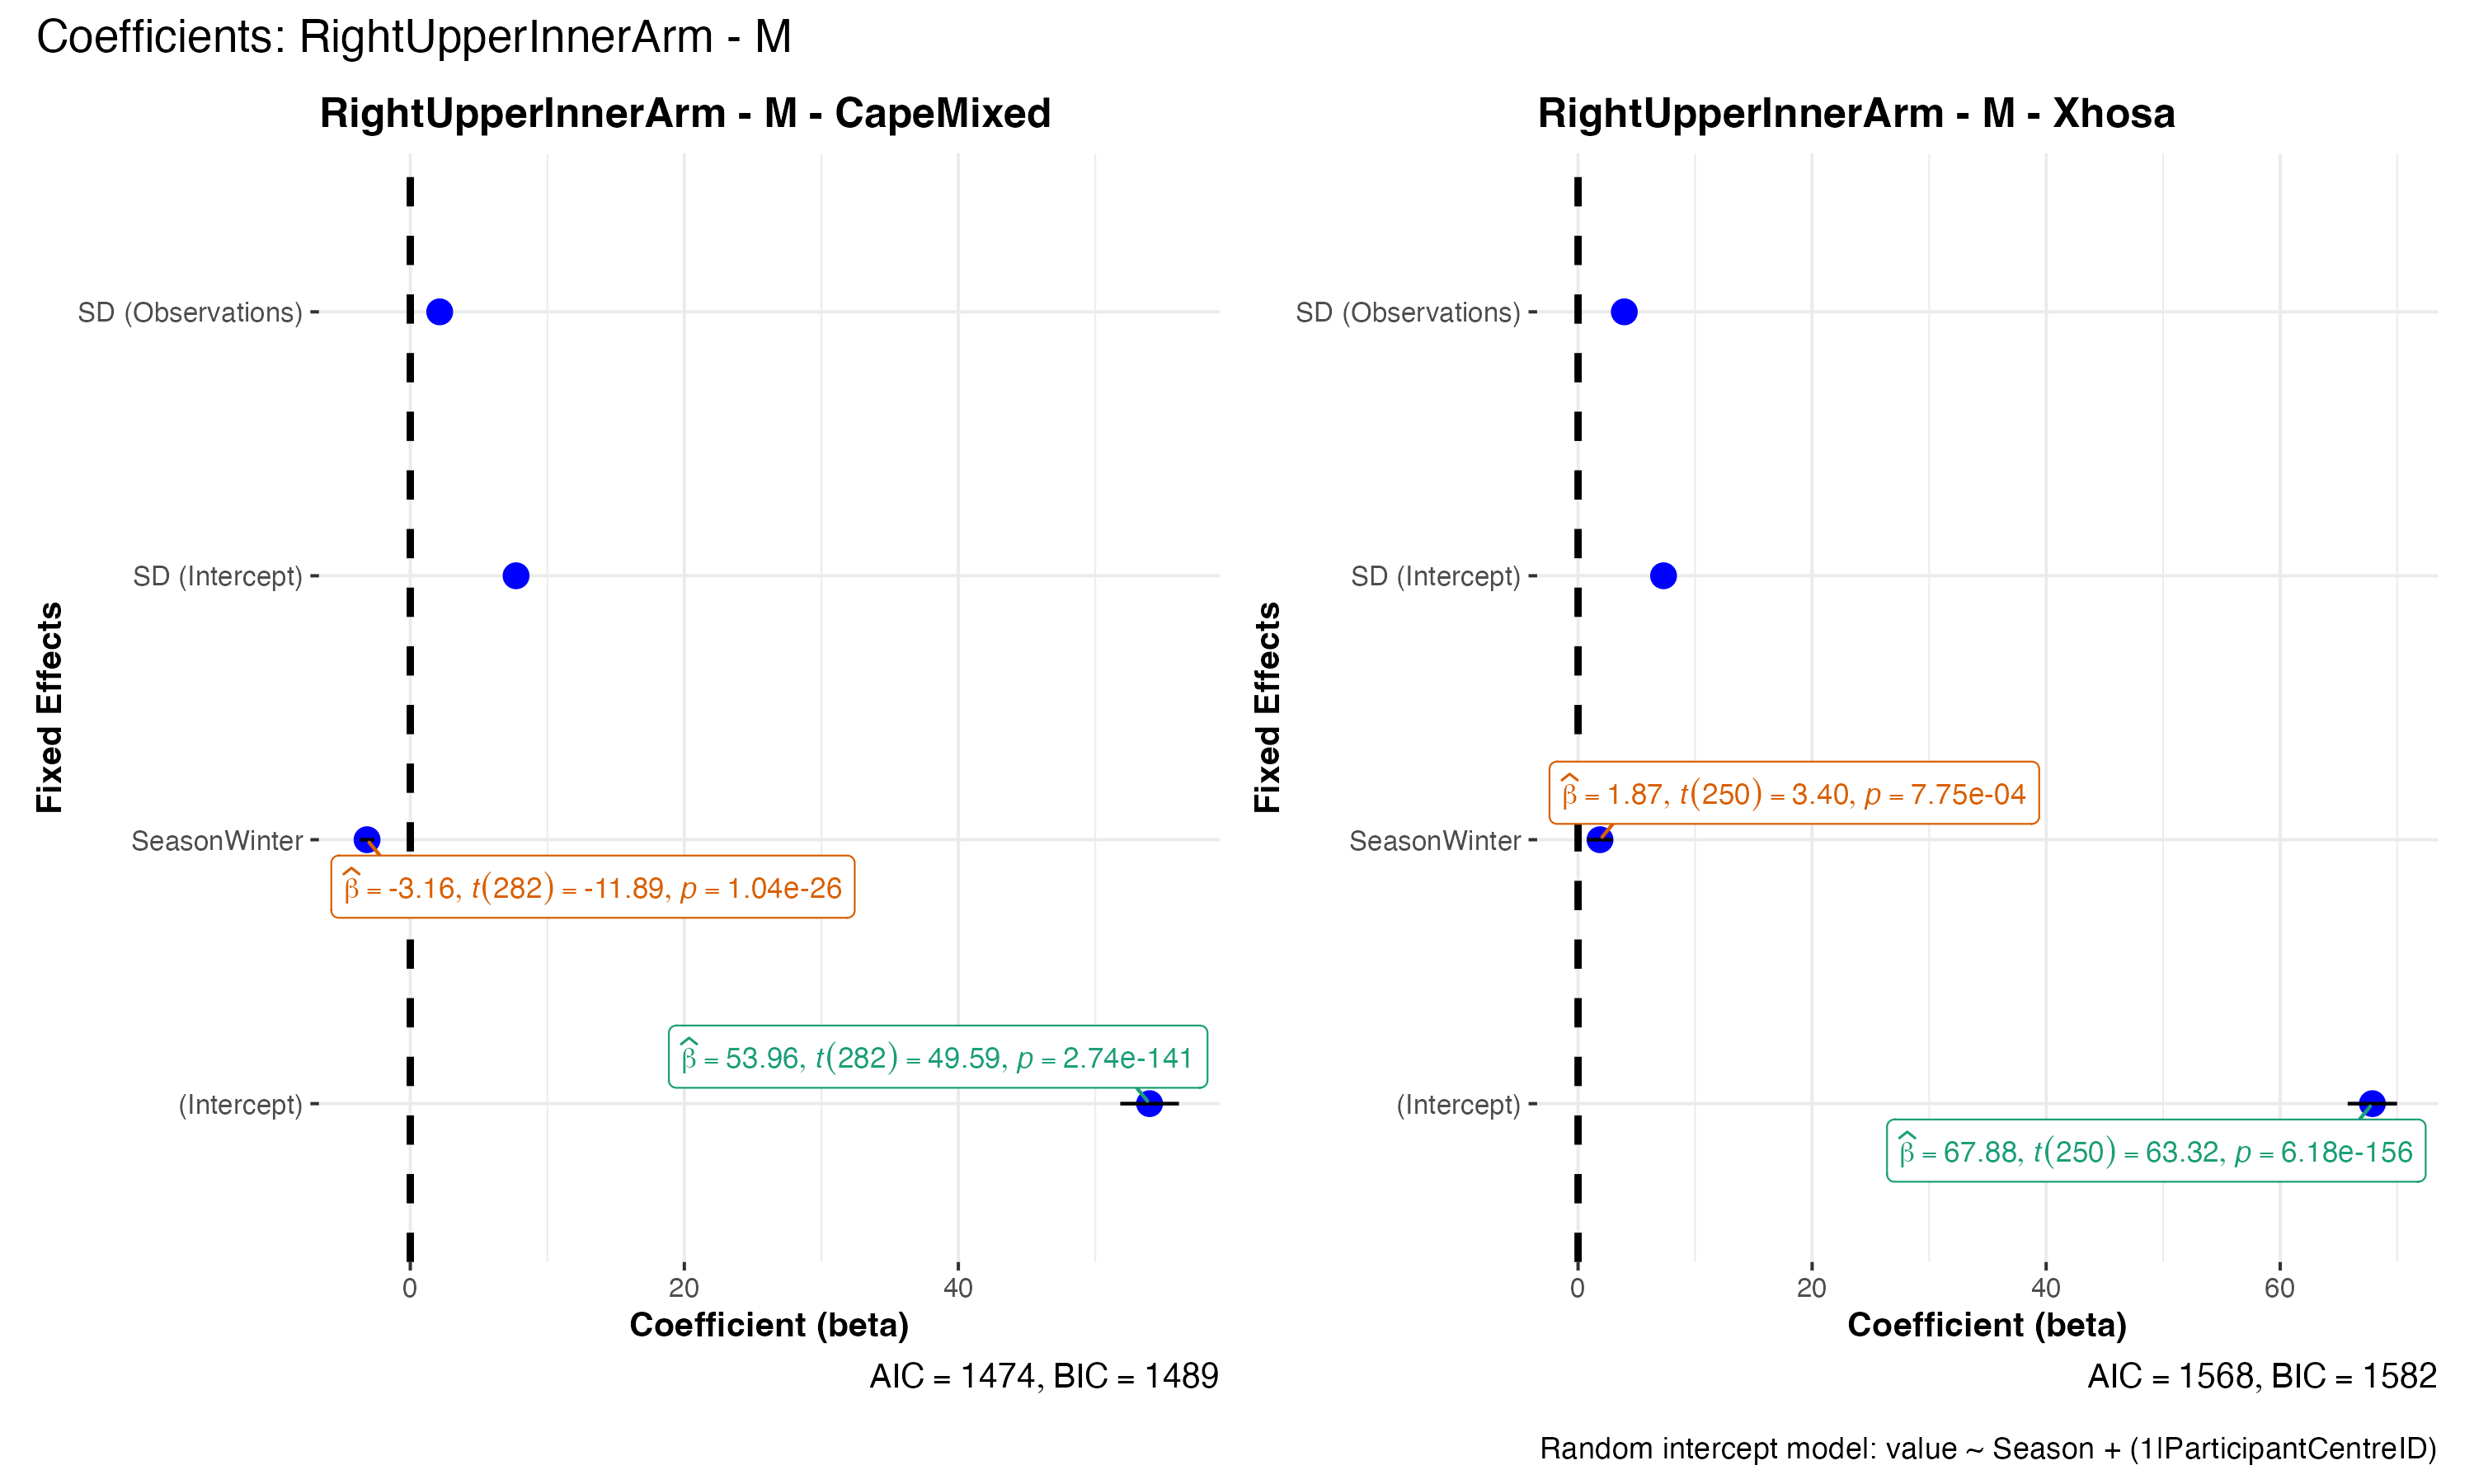 Coefficients: RightUpperInnerArm - M
RightUpperInnerArm - M - CapeMixed
Fixed Effects
SD (Observations)
SD (Intercept)
SeasonWinter
(Intercept)
β̂ = -3.16, t(282) = -11.89, p = 1.04e-26
β̂ = 53.96, t(282) = 49.59, p = 2.74e-141
0 20 40
Coefficient (beta)
AIC = 1474, BIC = 1489
RightUpperInnerArm - M - Xhosa
Fixed Effects
SD (Observations)
SD (Intercept)
SeasonWinter
(Intercept)
β̂ = 1.87, t(250) = 3.40, p = 7.75e-04
β̂ = 67.88, t(250) = 63.32, p = 6.18e-156
0 20 40 60
Coefficient (beta)
AIC = 1568, BIC = 1582
Random intercept model: value ~ Season + (1|ParticipantCentreID)